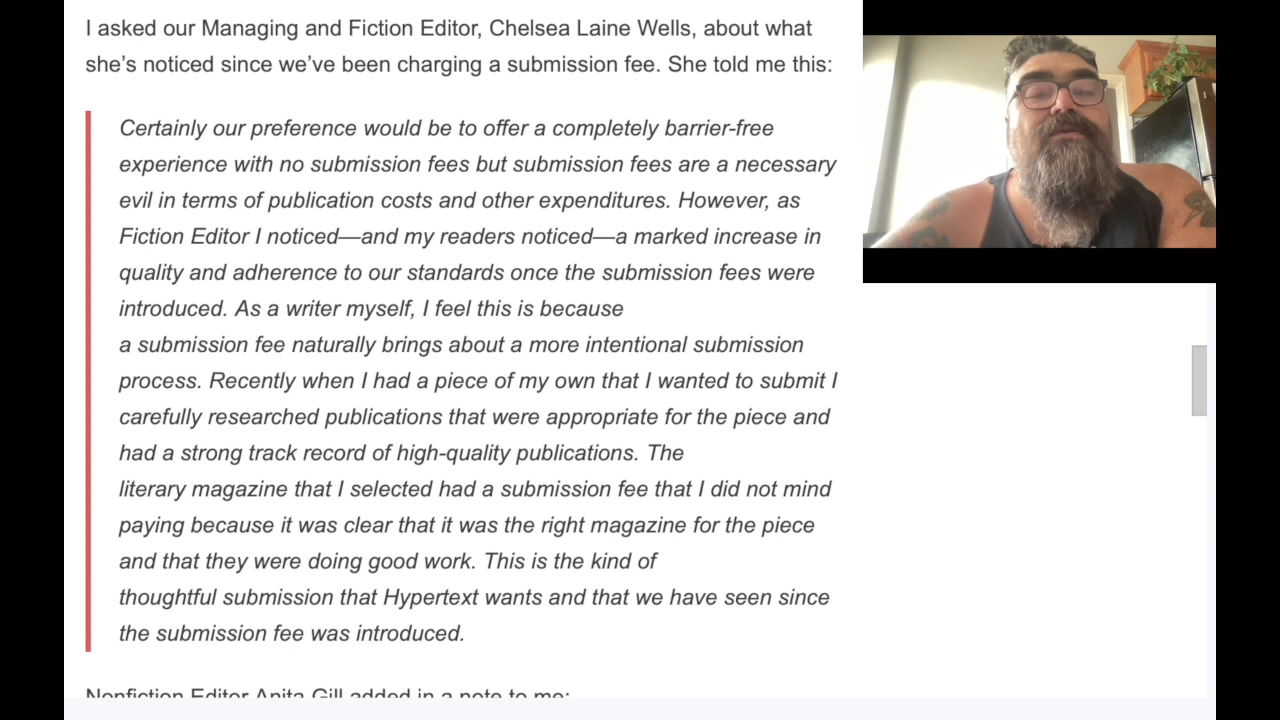 I asked our Managing and Fiction Editor, Chelsea Laine Wells, about what
she’s noticed since we’ve been charging a submission fee. She told me this:
Certainly our preference would be to offer a completely barrier-free
experience with no submission fees but submission fees are a necessary
evil in terms of publication costs and other expenditures. However, as
Fiction Editor I noticed—and my readers noticed—a marked increase in
quality and adherence to our standards once the submission fees were
introduced. As a writer myself, I feel this is because
a submission fee naturally brings about a more intentional submission
process. Recently when I had a piece of my own that I wanted to submit I
carefully researched publications that were appropriate for the piece and
had a strong track record of high-quality publications. The
literary magazine that I selected had a submission fee that I did not mind
paying because it was clear that it was the right magazine for the piece
and that they were doing good work. This is the kind of
thoughtful submission that Hypertext wants and that we have seen since
the submission fee was introduced.
Nonfiction Editor Anita Gill added in a note to me: